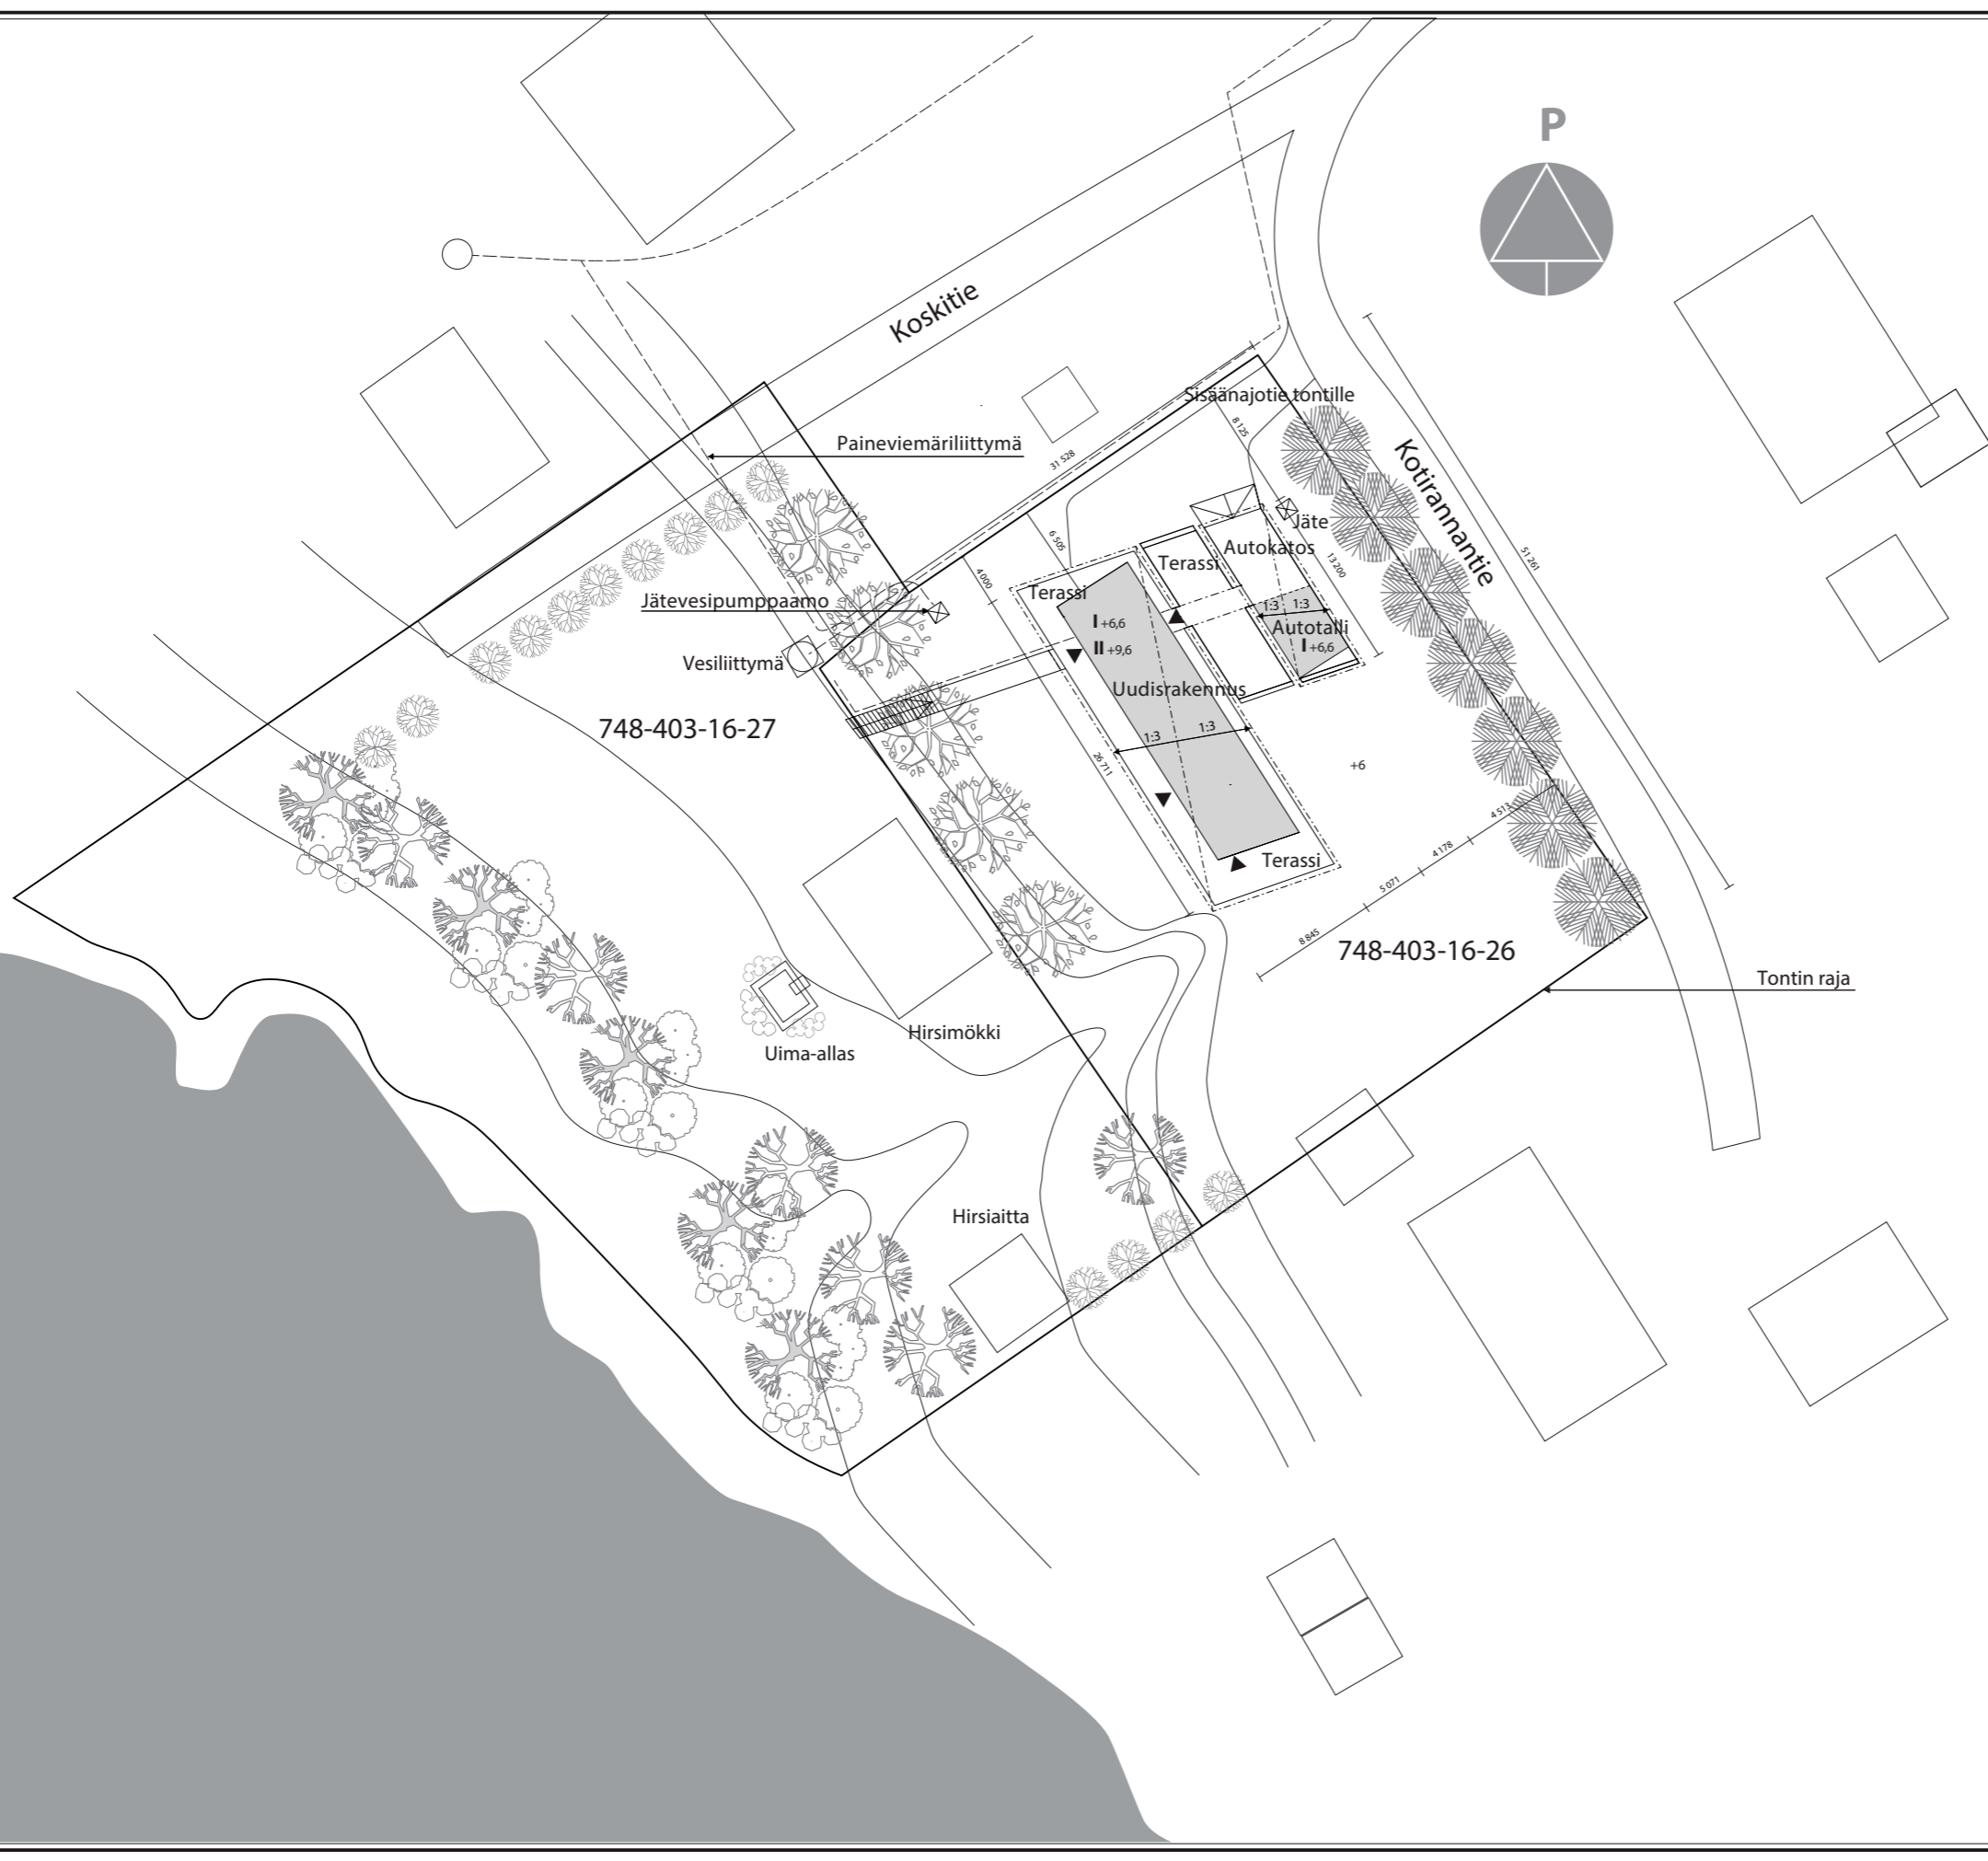 P
Koskitie
Sisäänajotie tontille
Paineviemäriliittymä
8 125
31 528
Kotirannantie
51 261
Jäte
6 505
Autokatos
Terassi
13 200
4 000
Terassi
Jätevesipumppaamo
1:3 1:3
I +6,6
Autotalli
I +6,6
II +9,6
Vesiliittymä
Uudisrakennus
748-403-16-27
1:3 1:3
26 711
+6
4 513
4 178
Terassi
5 071
8 845
748-403-16-26
Tontin raja
Hirsimökki
Uima-allas
Hirsiaitta